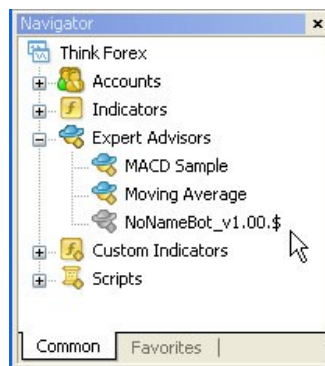 Navigator
Think Forex
Accounts
Indicators
Expert Advisors
MACD Sample
Moving Average
NoNameBot_v1.00.$
Custom Indicators
Scripts
Common Favorites